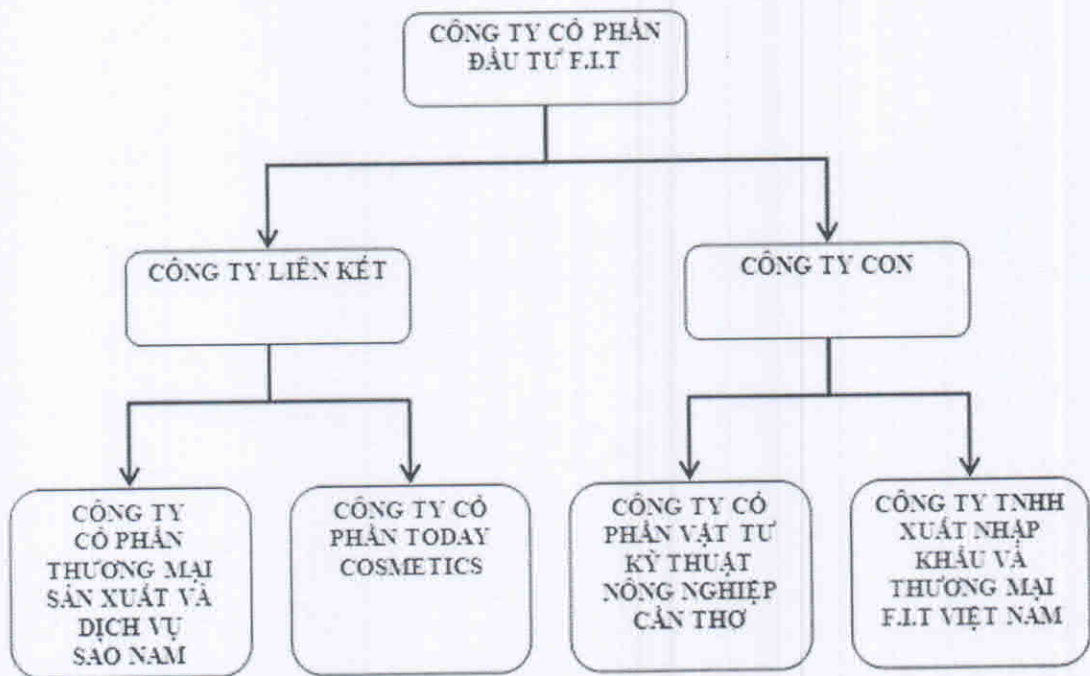 CÔNG TY CỔ PHẦN
ĐẦU TƯ F.I.T
CÔNG TY LIÊN KẾT
CÔNG TY CON
CÔNG TY
CỔ PHẦN
THƯƠNG MẠI
SẢN XUẤT VÀ
DỊCH VỤ
SAO NAM
CÔNG TY CỔ
PHẦN TODAY
COSMETICS
CÔNG TY CỔ
PHẦN VẬT TƯ
KỸ THUẬT
NÔNG NGHIỆP
CẦN THƠ
CÔNG TY TNHH
XUẤT NHẬP
KHẨU VÀ
THƯƠNG MẠI
F.I.T VIỆT NAM